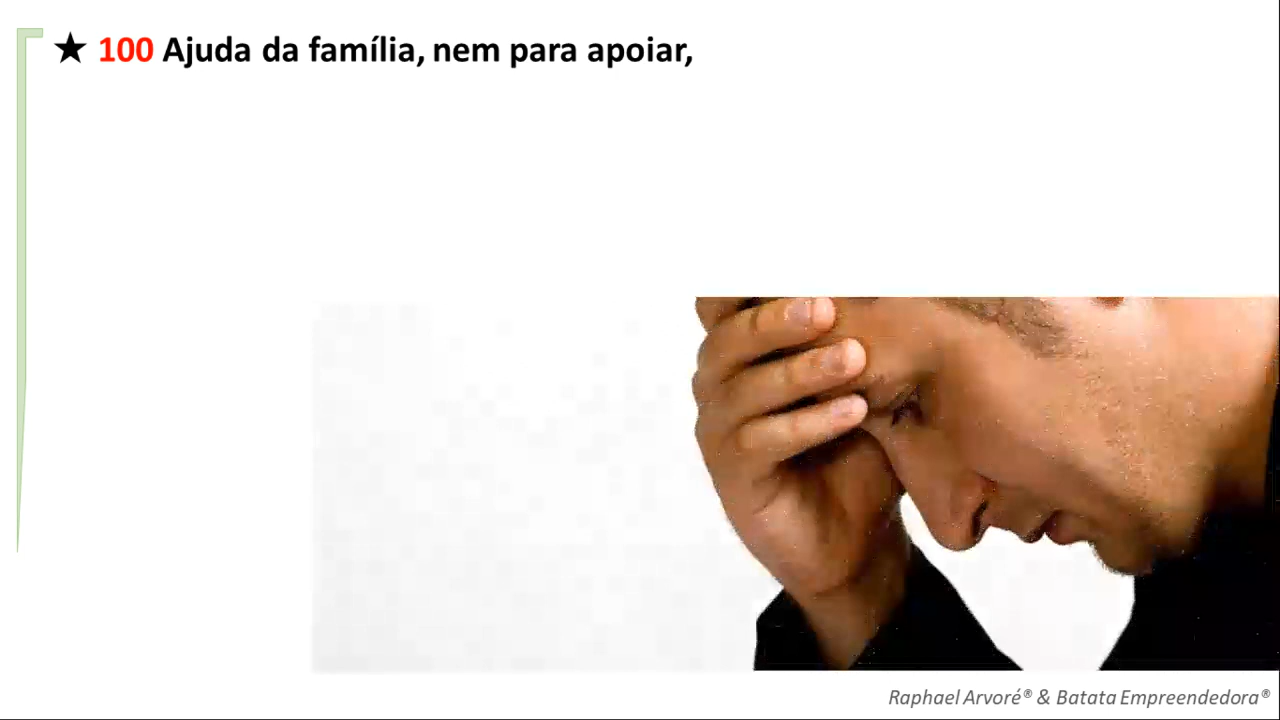 ★ 100 Ajuda da família, nem para apoiar,
Raphael Arvoré® & Batata Empreendedora®